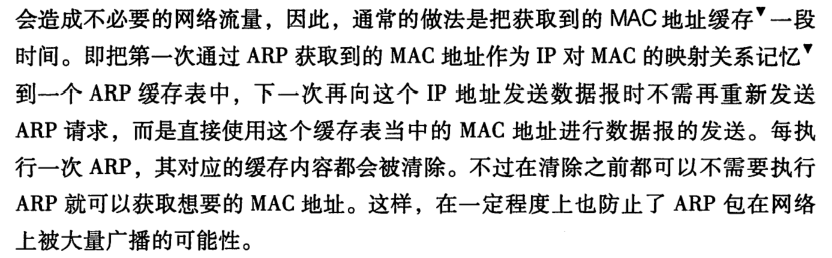 会造成不必要的网络流量，因此，通常的做法是把获取到的 MAC 地址缓存▼一段
时间。即把第一次通过 ARP 获取到的 MAC 地址作为 IP 对 MAC 的映射关系记忆▼
到一个 ARP 缓存表中，下一次再向这个 IP 地址发送数据报时不需再重新发送
ARP 请求，而是直接使用这个缓存表当中的 MAC 地址进行数据报的发送。每执
行一次 ARP，其对应的缓存内容都会被清除。不过在清除之前都可以不需要执行
ARP 就可以获取想要的 MAC 地址。这样，在一定程度上也防止了 ARP 包在网络
上被大量广播的可能性。